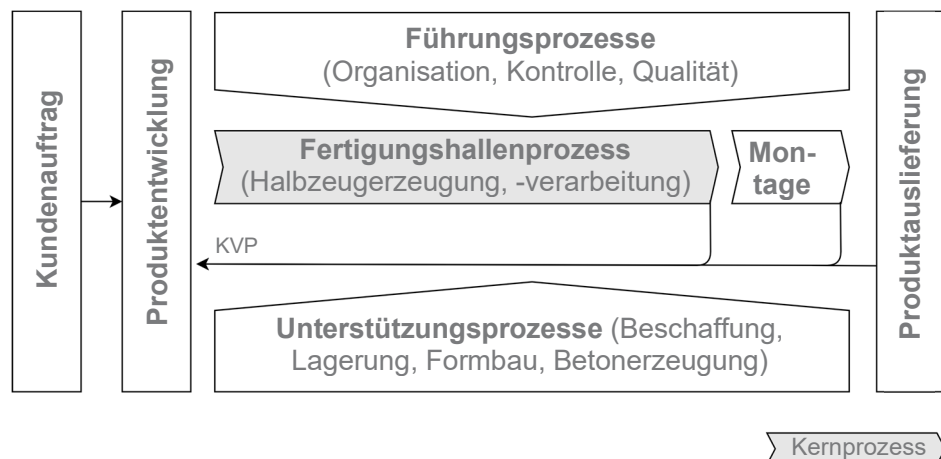 Kundenauftrag
Produktentwicklung
Führungsprozesse
(Organisation, Kontrolle, Qualität)
Fertigungshallenprozess
(Halbzeugerzeugung, -verarbeitung)
Mon-
tage
KVP
Unterstützungsprozesse (Beschaffung,
Lagerung, Formbau, Betonerzeugung)
Produktauslieferung
Kernprozess